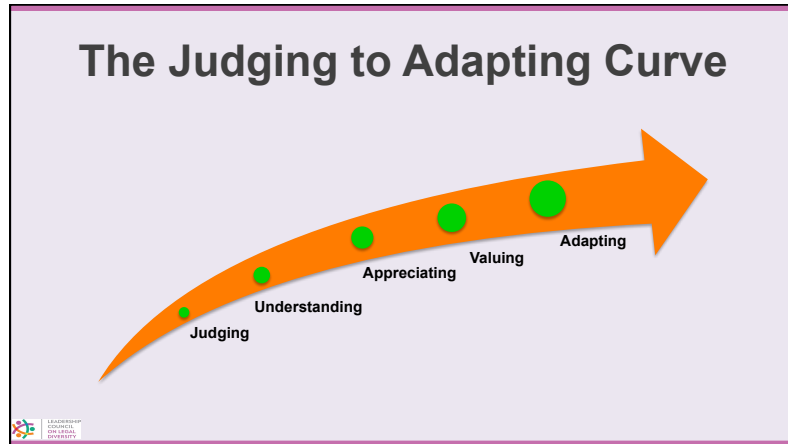 The Judging to Adapting Curve
Adapting
Valuing
Appreciating
Understanding
Judging
LEADERSHIP
COUNCIL
ON LEGAL
DIVERSITY